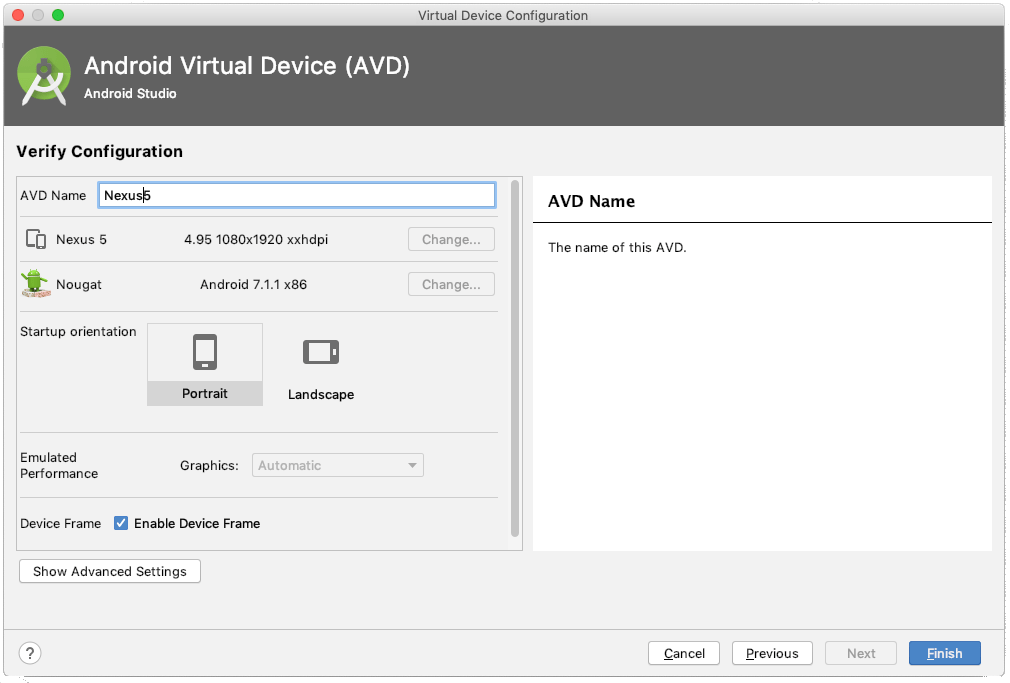 Virtual Device Configuration
Android Virtual Device (AVD)
Android Studio
Verify Configuration
AVD Name Nexus5
Nexus 5 4.95 1080x1920 xxhdpi Change...
Nougat Android 7.1.1 x86 Change...
Startup orientation
Portrait
Landscape
Emulated
Performance
Graphics: Automatic
Device Frame Enable Device Frame
Show Advanced Settings
AVD Name
The name of this AVD.
? Cancel Previous Next Finish